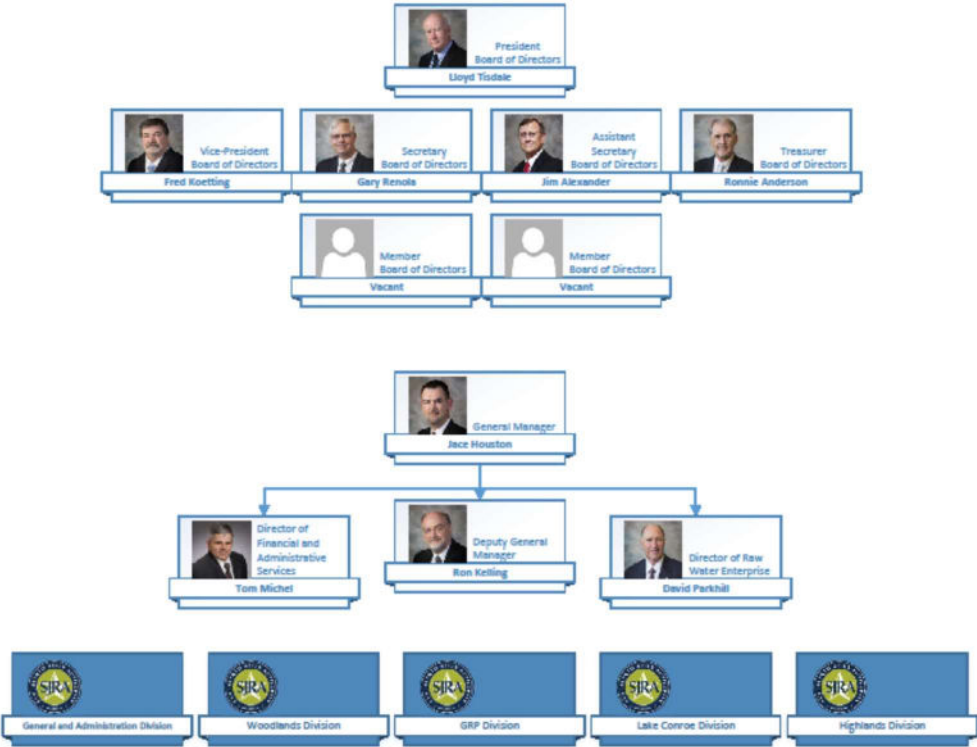 President
Board of Directors
Lloyd Tisdale
Vice-President
Board of Directors
Fred Koetting
Secretary
Board of Directors
Gary Renola
Assistant
Secretary
Board of Directors
Jim Alexander
Treasurer
Board of Directors
Ronnie Anderson
Member
Board of Directors
Vacant
Member
Board of Directors
Vacant
General Manager
Jace Houston
Director of
Financial and
Administrative
Services
Tom Michel
Deputy General
Manager
Ron Kelling
Director of Raw
Water Enterprise
David Parkhill
SJRA
General and Administration Division
SJRA
Woodlands Division
SJRA
GRP Division
SJRA
Lake Conroe Division
SJRA
Highlands Division